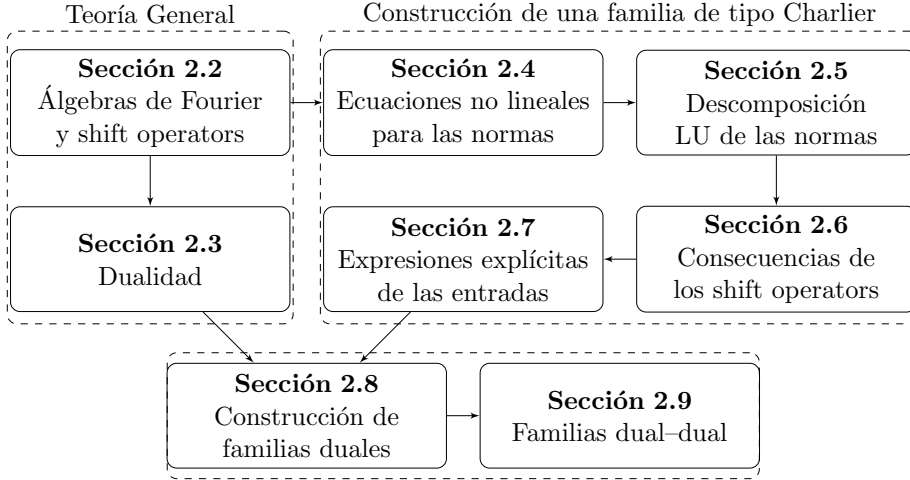 Teoría General
Construcción de una familia de tipo Charlier
Sección 2.2
Álgebras de Fourier
y shift operators
Sección 2.4
Ecuaciones no lineales
para las normas
Sección 2.5
Descomposición
LU de las normas
Sección 2.3
Dualidad
Sección 2.7
Expresiones explícitas
de las entradas
Sección 2.6
Consecuencias de
los shift operators
Sección 2.8
Construcción de
familias duales
Sección 2.9
Familias dual–dual